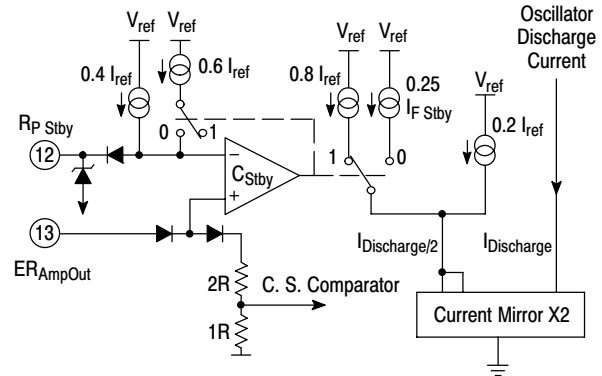 Oscillator
Discharge
Current
Vref Vref Vref Vref
0.4 Iref 0.6 Iref 0.8 Iref 0.25
IF Stby
Vref
0.2 Iref
RP Stby
12
0 1
1 0
–
CStby
+
13
ERAmpOut
IDischarge/2 IDischarge
2R
C. S. Comparator
1R
Current Mirror X2